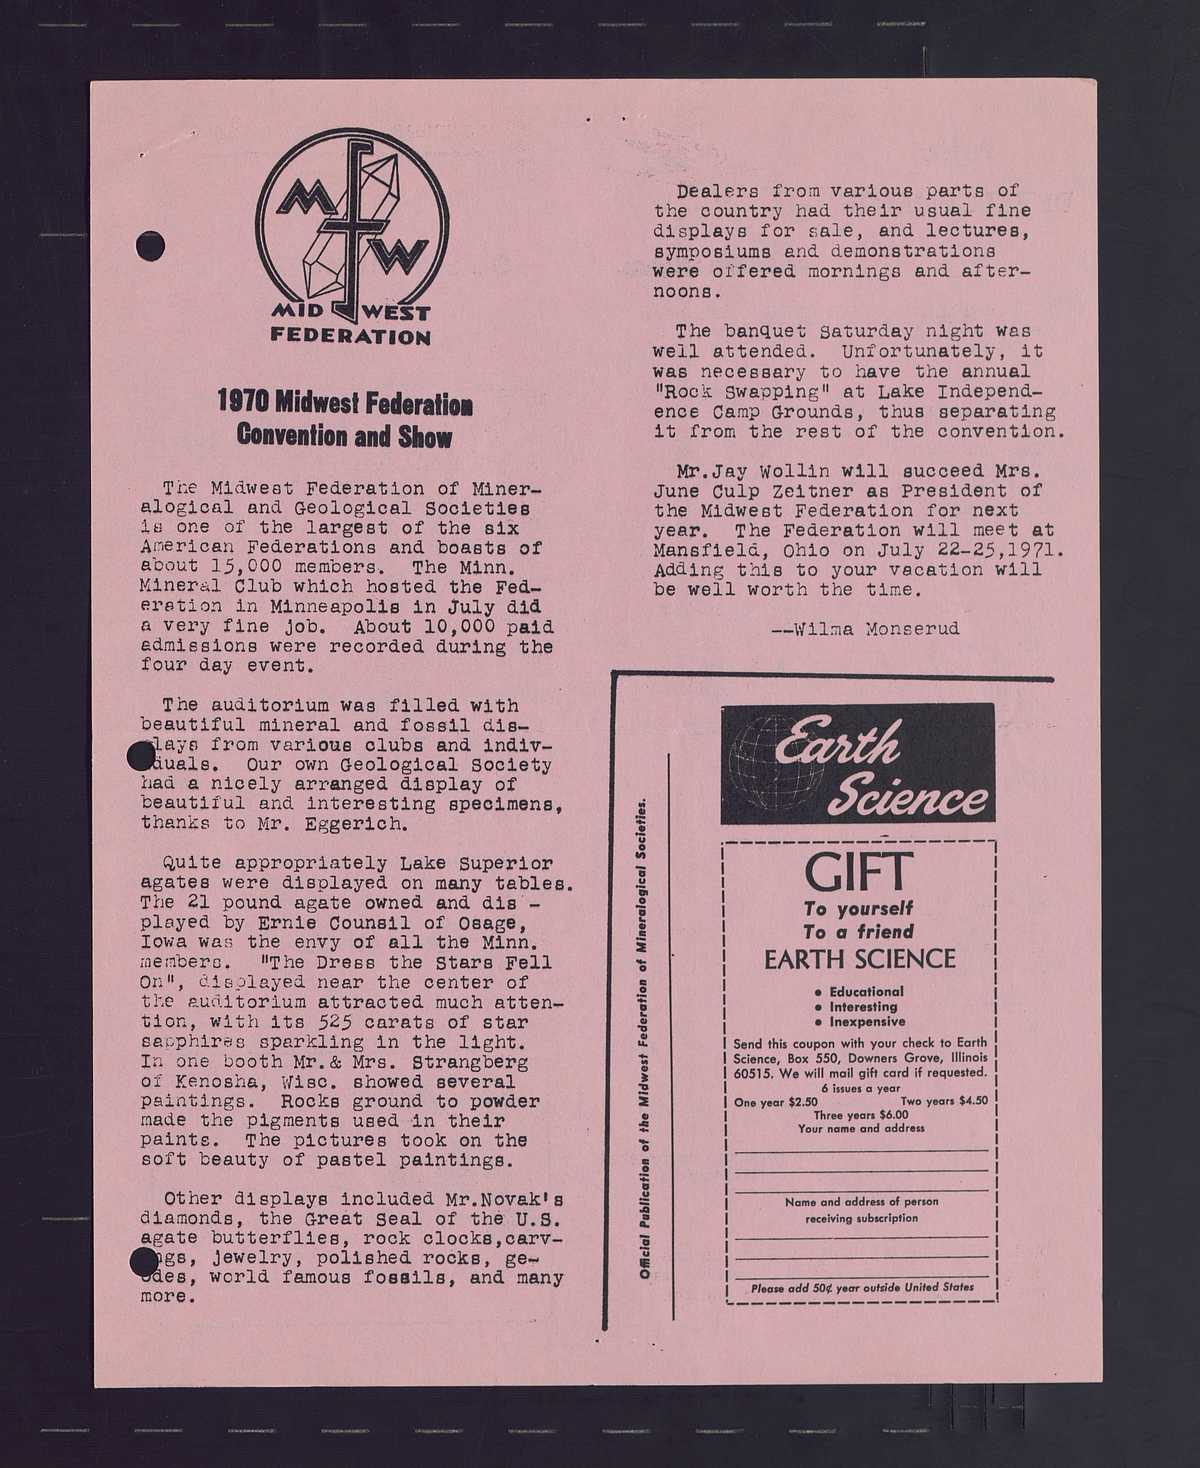 M F W
MID WEST
FEDERATION
1970 Midwest Federation
Convention and Show
The Midwest Federation of Miner-
alogical and Geological Societies
is one of the largest of the six
American Federations and boasts of
about 15,000 members. The Minn.
Mineral Club which hosted the Fed-
eration in Minneapolis in July did
a very fine job. About 10,000 paid
admissions were recorded during the
four day event.
The auditorium was filled with
beautiful mineral and fossil dis-
lays from various clubs and indiv-
duals. Our own Geological Society
had a nicely arranged display of
beautiful and interesting specimens,
thanks to Mr. Eggerich.
Quite appropriately Lake Superior
agates were displayed on many tables.
The 21 pound agate owned and dis -
played by Ernie Counsil of Osage,
Iowa was the envy of all the Minn.
members. "The Dress the Stars Fell
On", displayed near the center of
the auditorium attracted much atten-
tion, with its 525 carats of star
sapphires sparkling in the light.
In one booth Mr.& Mrs. Strangberg
of Kenosha, Wisc. showed several
paintings. Rocks ground to powder
made the pigments used in their
paints. The pictures took on the
soft beauty of pastel paintings.
Other displays included Mr.Novak's
diamonds, the Great Seal of the U.S.
agate butterflies, rock clocks,carv-
ngs, jewelry, polished rocks, ge-
odes, world famous fossils, and many
more.
Dealers from various parts of
the country had their usual fine
displays for sale, and lectures,
symposiums and demonstrations
were offered mornings and after-
noons.
The banquet Saturday night was
well attended. Unfortunately, it
was necessary to have the annual
"Rock Swapping" at Lake Independ-
ence Camp Grounds, thus separating
it from the rest of the convention.
Mr.Jay Wollin will succeed Mrs.
June Culp Zeitner as President of
the Midwest Federation for next
year. The Federation will meet at
Mansfield, Ohio on July 22-25,1971.
Adding this to your vacation will
be well worth the time.
--Wilma Monserud
Official Publication of the Midwest Federation of Mineralogical Societies.
Earth
Science
GIFT
To yourself
To a friend
EARTH SCIENCE
• Educational
• Interesting
• Inexpensive
Send this coupon with your check to Earth
Science, Box 550, Downers Grove, Illinois
60515. We will mail gift card if requested.
6 issues a year
One year $2.50 Two years $4.50
Three years $6.00
Your name and address
Name and address of person
receiving subscription
Please add 50¢ year outside United States